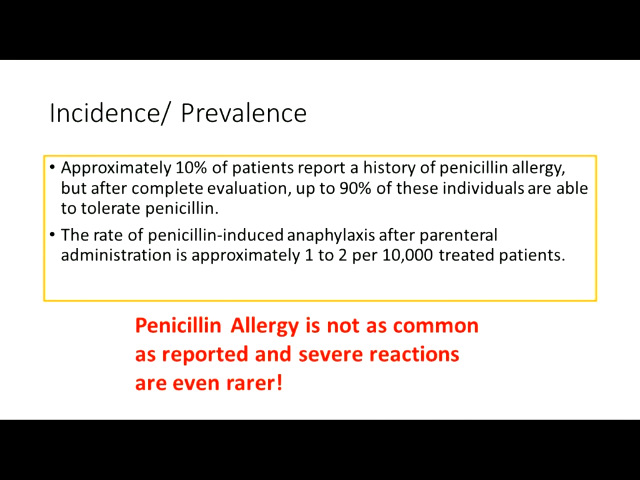 Incidence/ Prevalence
• Approximately 10% of patients report a history of penicillin allergy,
but after complete evaluation, up to 90% of these individuals are able
to tolerate penicillin.
• The rate of penicillin-induced anaphylaxis after parenteral
administration is approximately 1 to 2 per 10,000 treated patients.
Penicillin Allergy is not as common
as reported and severe reactions
are even rarer!